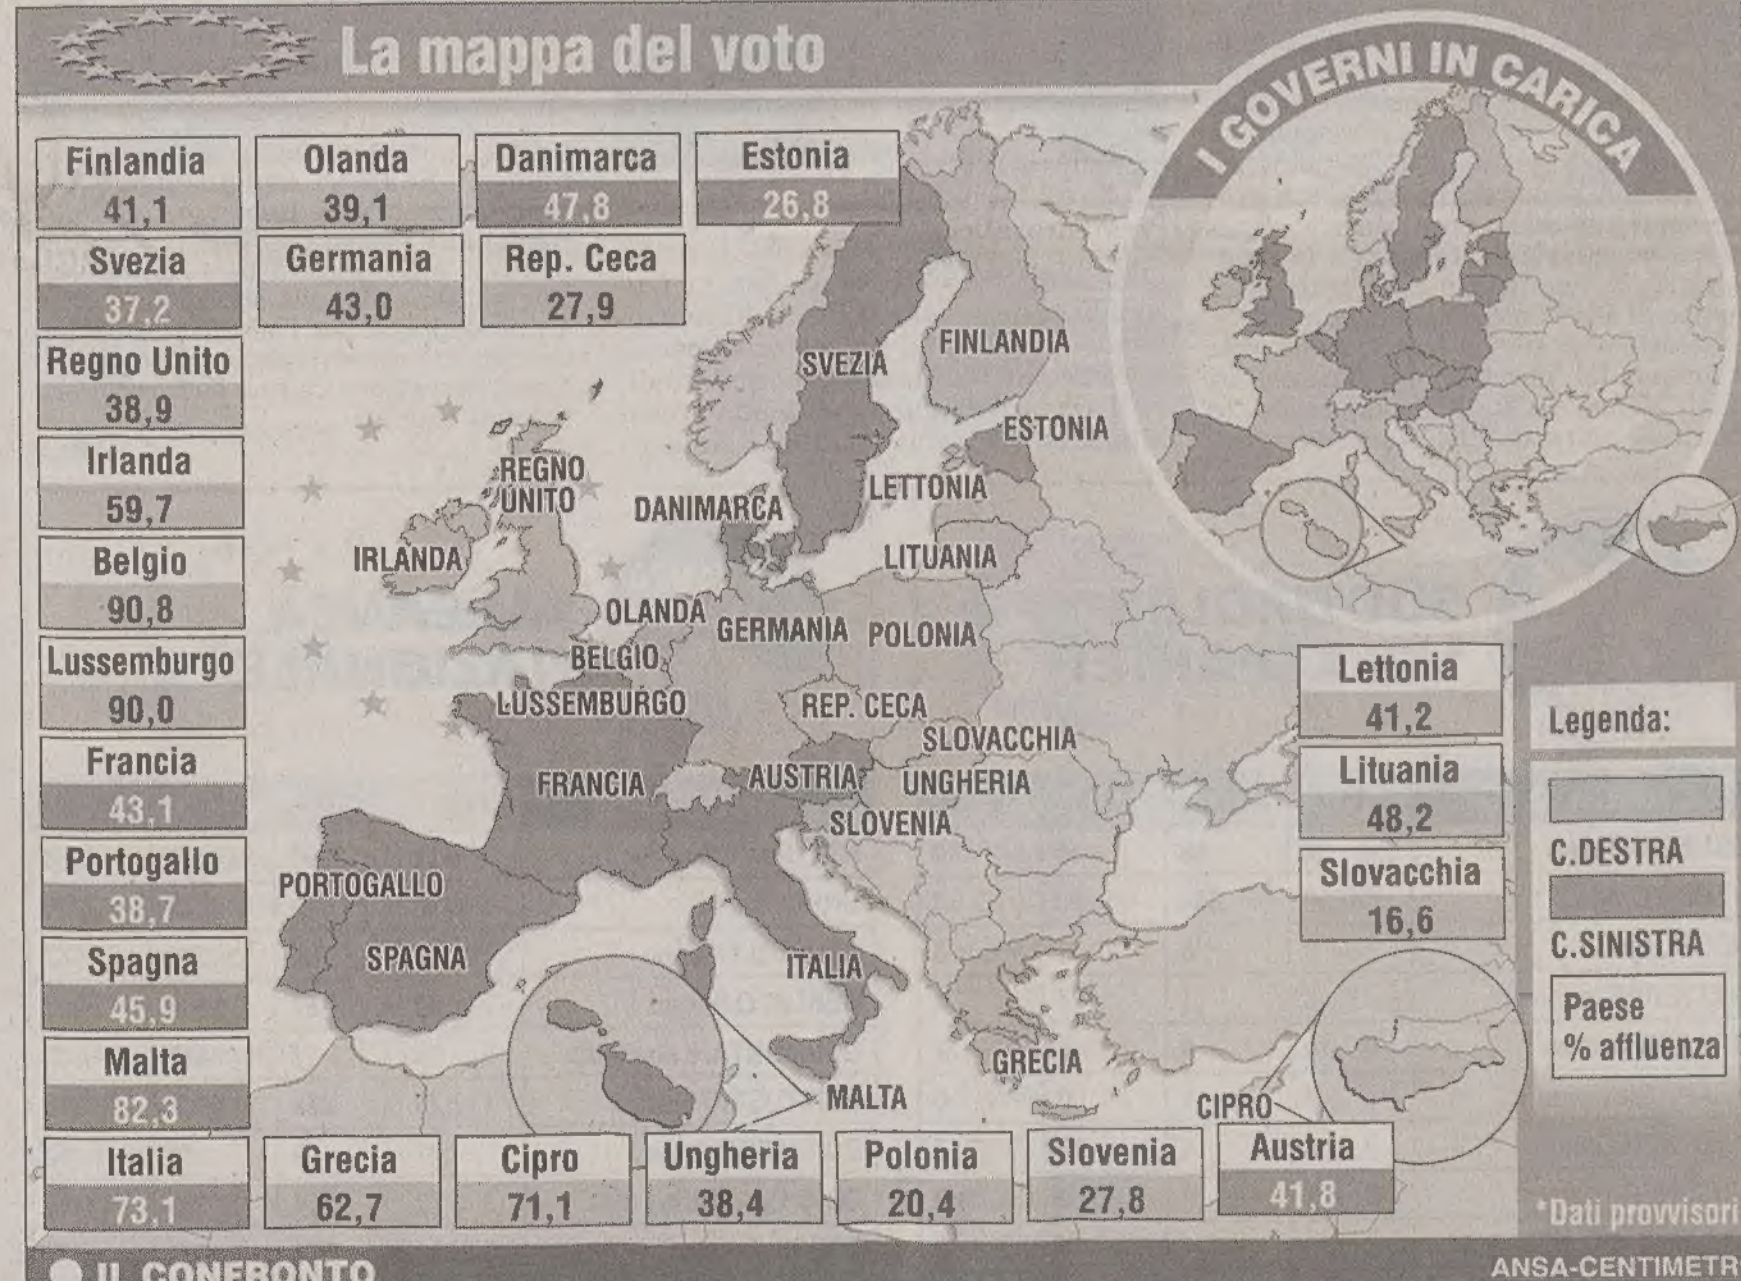 La mappa del voto
I GOVERNI IN CARICA
Finlandia
41,1
Olanda
39,1
Danimarca
47,8
Estonia
26,8
Svezia
37,2
Germania
43,0
Rep. Ceca
27,9
Regno Unito
38,9
Irlanda
59,7
Belgio
90,8
Lussemburgo
90,0
Francia
43,1
Portogallo
38,7
Spagna
45,9
Malta
82,3
Italia
73,1
Grecia
62,7
Cipro
71,1
Ungheria
38,4
Polonia
20,4
Slovenia
27,8
Austria
41,8
Lettonia
41,2
Lituania
48,2
Slovacchia
16,6
SVEZIA
FINLANDIA
ESTONIA
REGNO
UNITO
LETTONIA
DANIMARCA
IRLANDA
LITUANIA
OLANDA
GERMANIA
POLONIA
BELGIO
LUSSEMBURGO
REP. CECA
SLOVACCHIA
FRANCIA
AUSTRIA
UNGHERIA
SLOVENIA
PORTOGALLO
SPAGNA
ITALIA
GRECIA
MALTA
CIPRO
Legenda:
C.DESTRA
C.SINISTRA
Paese
% affluenza
*Dati provvisori
IL CONFRONTO
ANSA-CENTIMETR